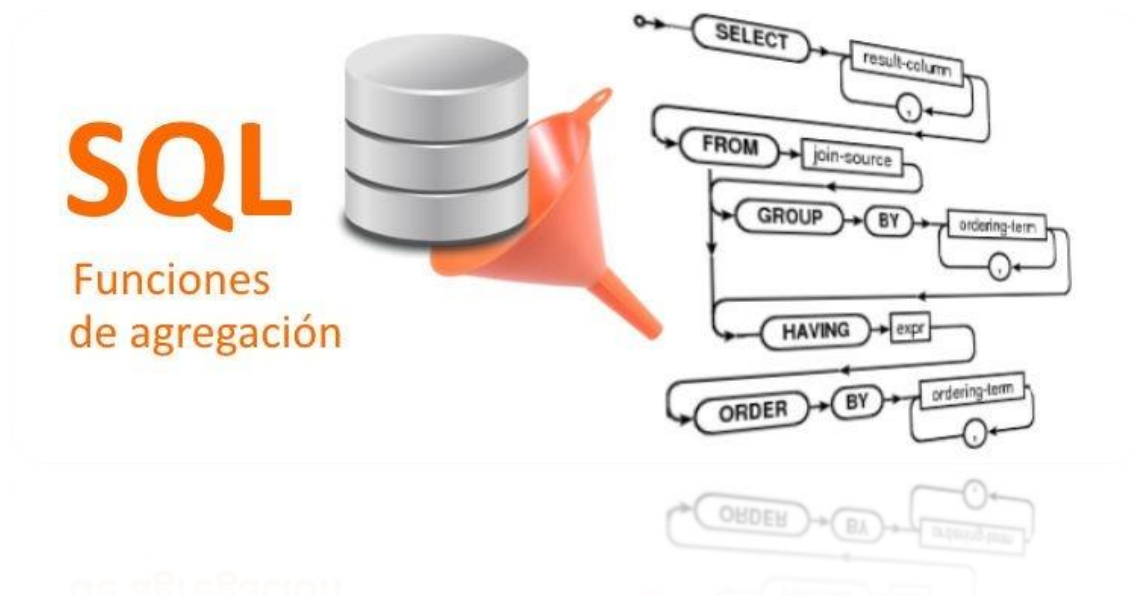 SQL
Funciones
de agregación
SELECT
result-column
,
FROM
join-source
GROUP BY ordering-term
,
HAVING expr
ORDER BY ordering-term
,